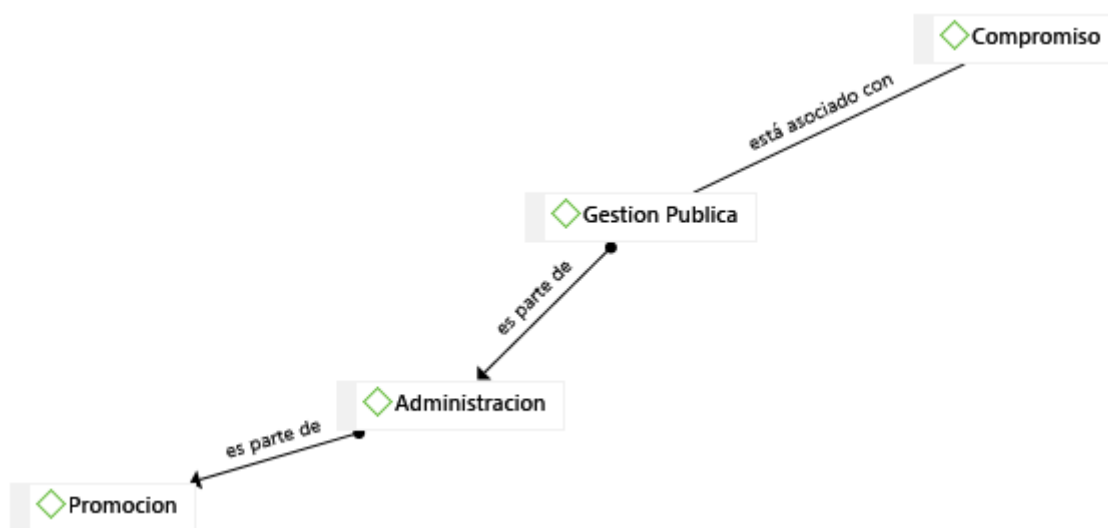 Compromiso
está asociado con
Gestion Publica
es parte de
Administracion
es parte de
Promocion